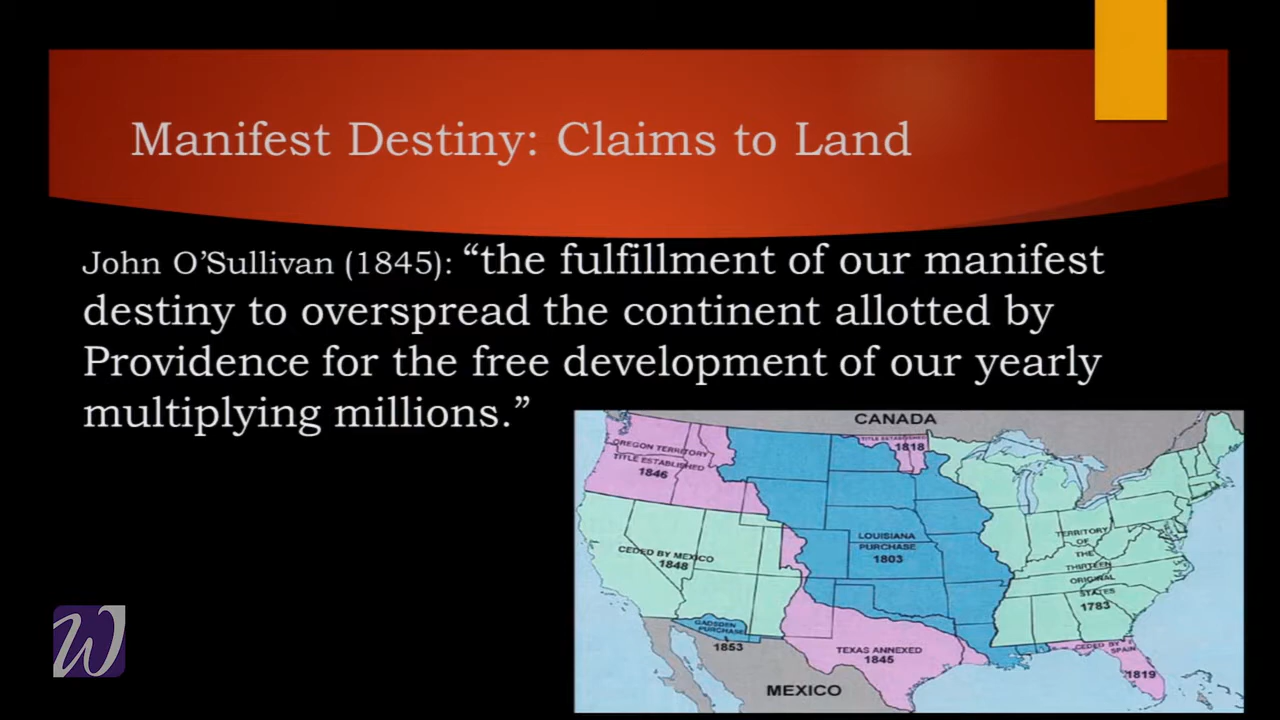 Manifest Destiny: Claims to Land
John O’Sullivan (1845): “the fulfillment of our manifest
destiny to overspread the continent allotted by
Providence for the free development of our yearly
multiplying millions.”
CANADA
OREGON TERRITORY
TITLE ESTABLISHED
1846
TITLE ESTABLISHED
1818
LOUISIANA
PURCHASE
1803
TERRITORY
OF
THE
THIRTEEN
ORIGINAL
STATES
1783
CEDED BY MEXICO
1848
GADSDEN
PURCHASE
1853
TEXAS ANNEXED
1845
CEDED BY
SPAIN
1819
MEXICO
W